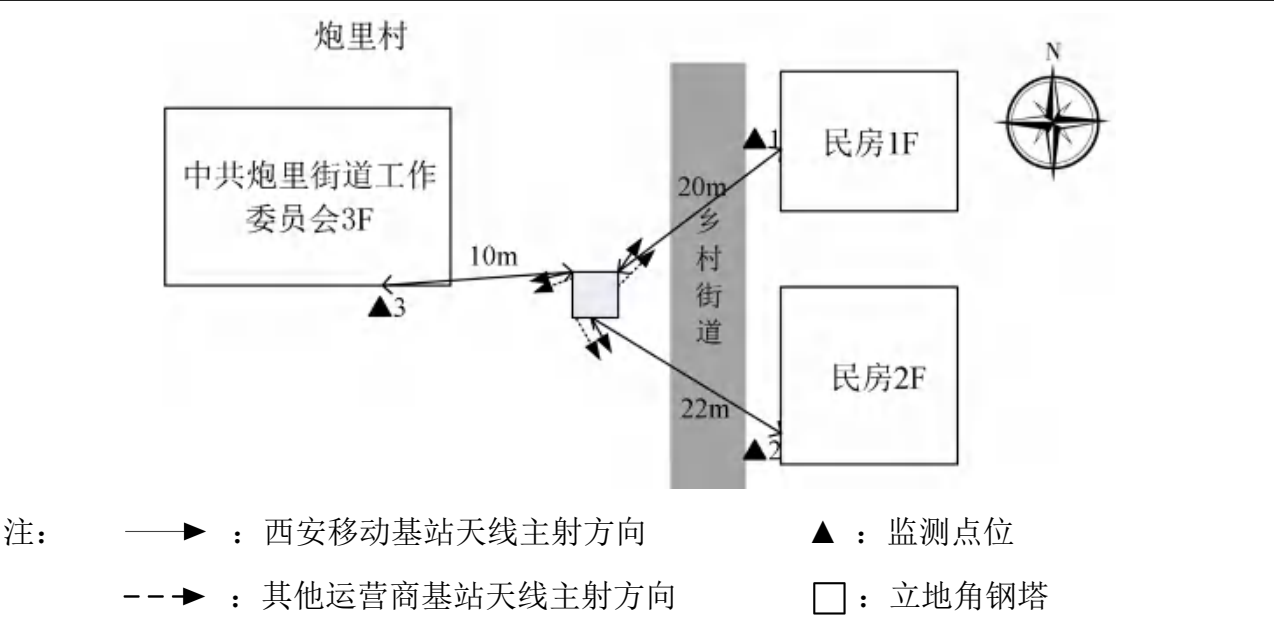 炮里村
N
中共炮里街道工作
委员会3F
民房1F
▲1
20m
乡村街道
10m
▲3
民房2F
22m
▲2
注：
：西安移动基站天线主射方向
▲：监测点位
：其他运营商基站天线主射方向
：立地角钢塔